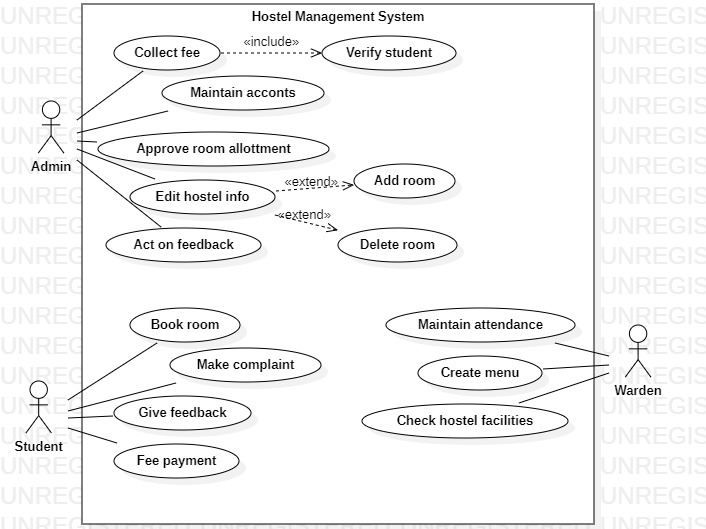 Hostel Management System
Collect fee
«include»
Verify student
Maintain acconts
Admin
Approve room allottment
Edit hostel info
«extend»
Add room
«extend»
Act on feedback
Delete room
Book room
Maintain attendance
Make complaint
Create menu
Warden
Student
Give feedback
Check hostel facilities
Fee payment